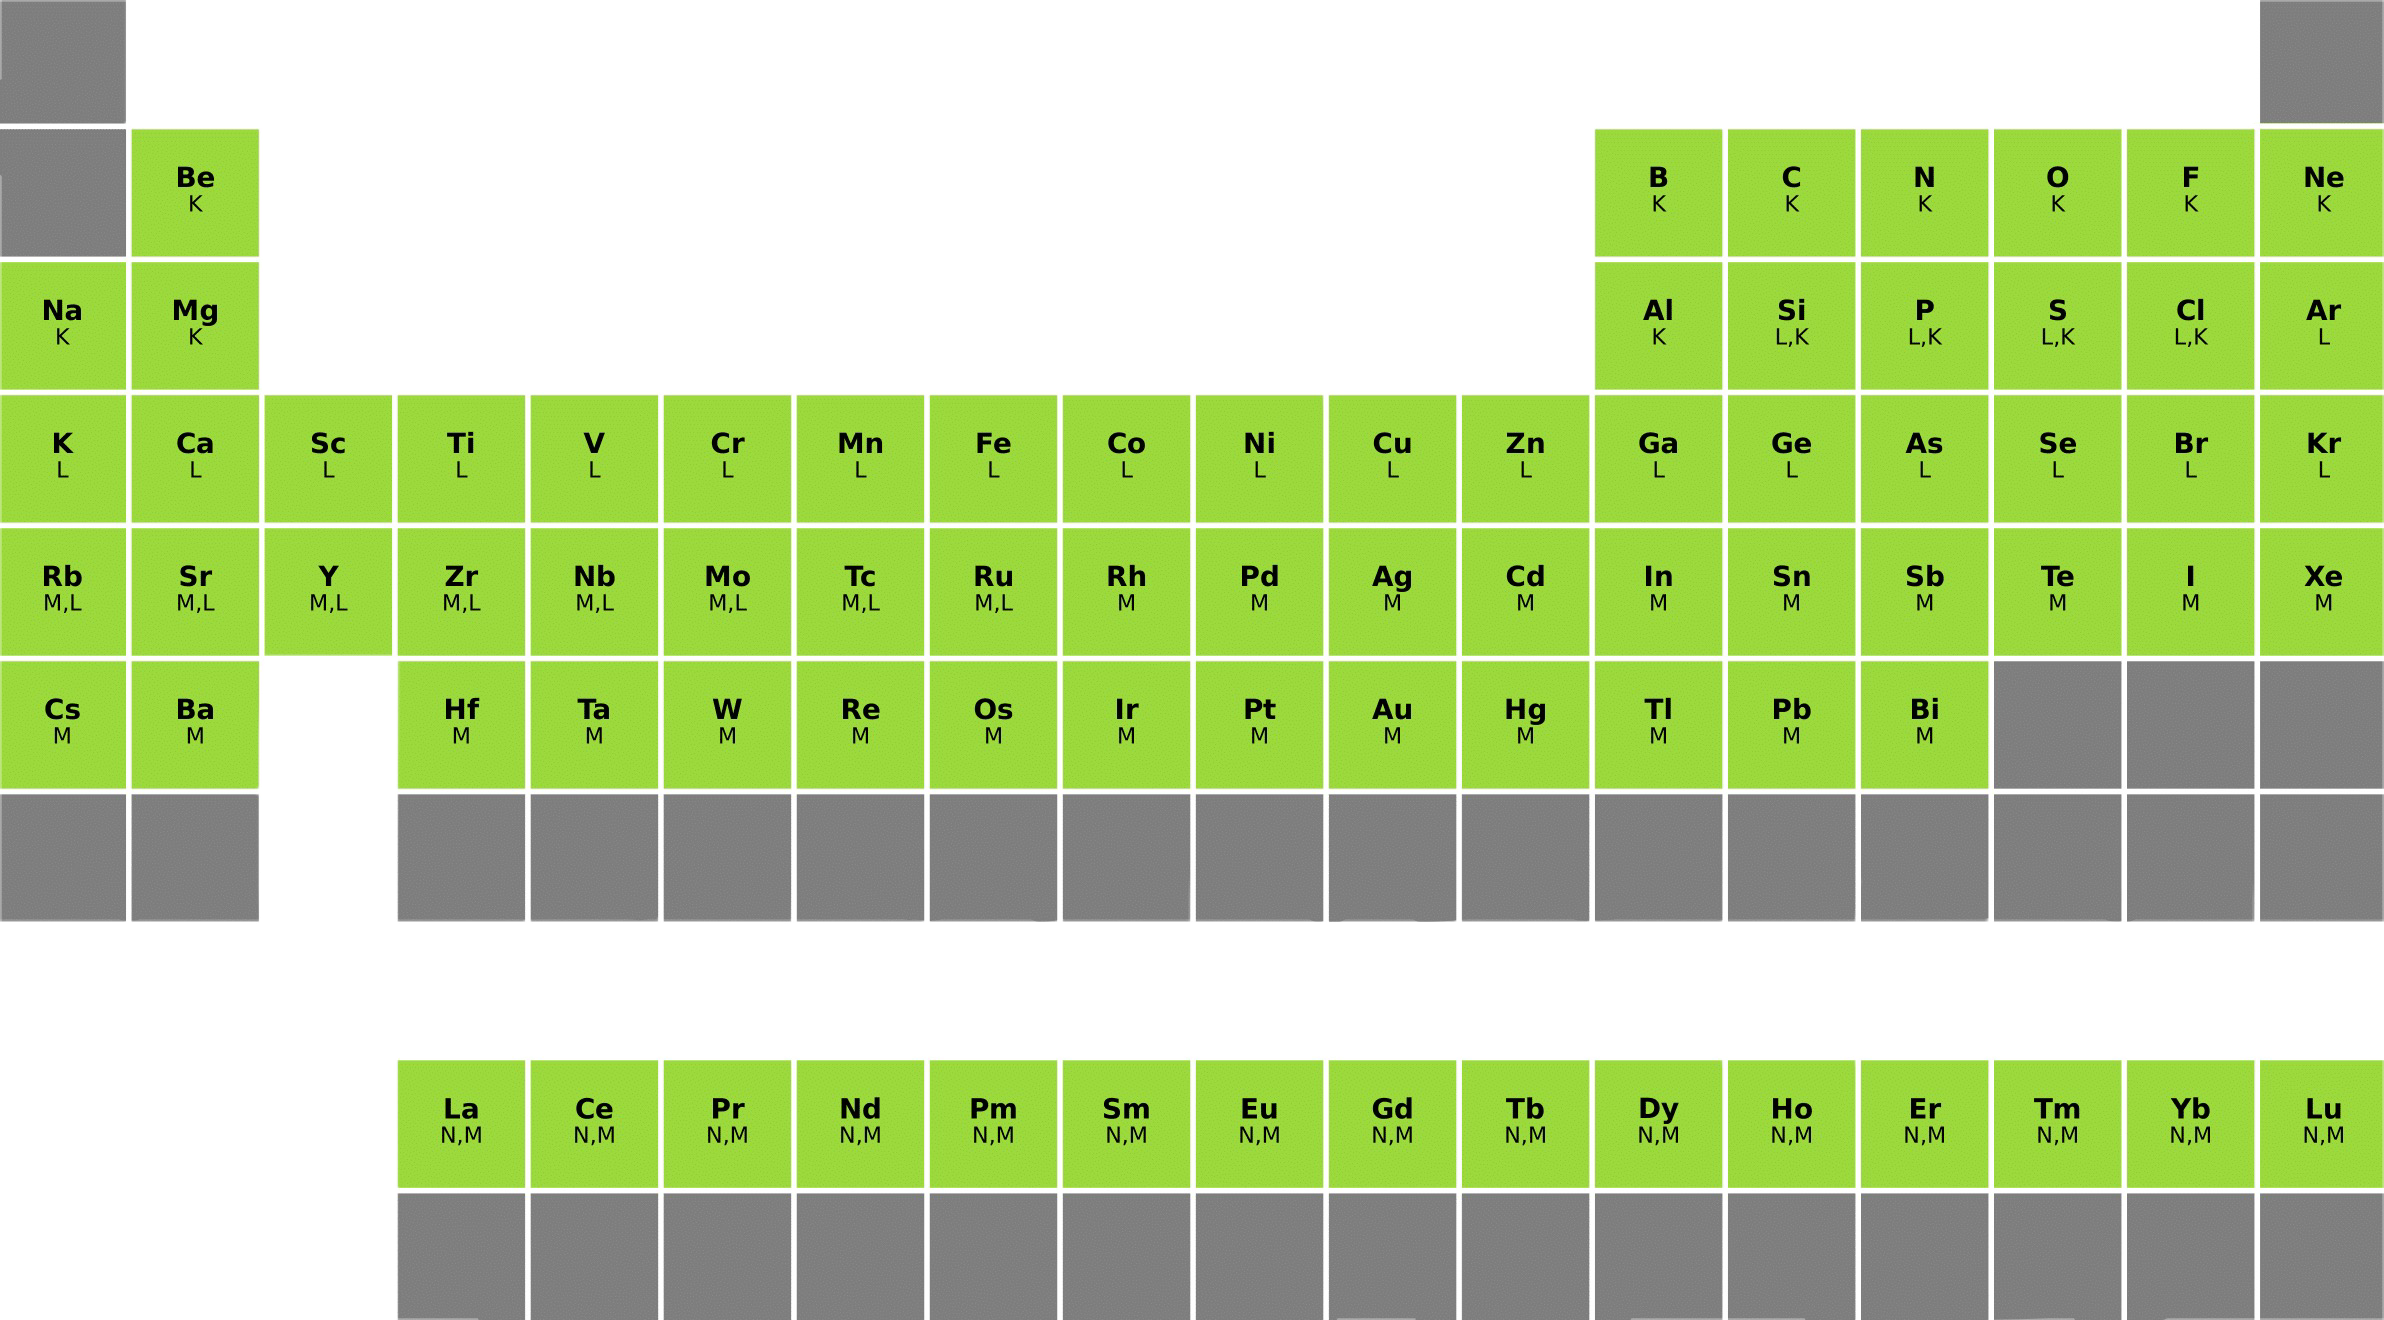 Be
K
B
K
C
K
N
K
O
K
F
K
Ne
K
Na
K
Mg
K
Al
K
Si
L,K
P
L,K
S
L,K
Cl
L,K
Ar
L
K
L
Ca
L
Sc
L
Ti
L
V
L
Cr
L
Mn
L
Fe
L
Co
L
Ni
L
Cu
L
Zn
L
Ga
L
Ge
L
As
L
Se
L
Br
L
Kr
L
Rb
M,L
Sr
M,L
Y
M,L
Zr
M,L
Nb
M,L
Mo
M,L
Tc
M,L
Ru
M,L
Rh
M
Pd
M
Ag
M
Cd
M
In
M
Sn
M
Sb
M
Te
M
I
M
Xe
M
Cs
M
Ba
M
Hf
M
Ta
M
W
M
Re
M
Os
M
Ir
M
Pt
M
Au
M
Hg
M
Tl
M
Pb
M
Bi
M
La
N,M
Ce
N,M
Pr
N,M
Nd
N,M
Pm
N,M
Sm
N,M
Eu
N,M
Gd
N,M
Tb
N,M
Dy
N,M
Ho
N,M
Er
N,M
Tm
N,M
Yb
N,M
Lu
N,M